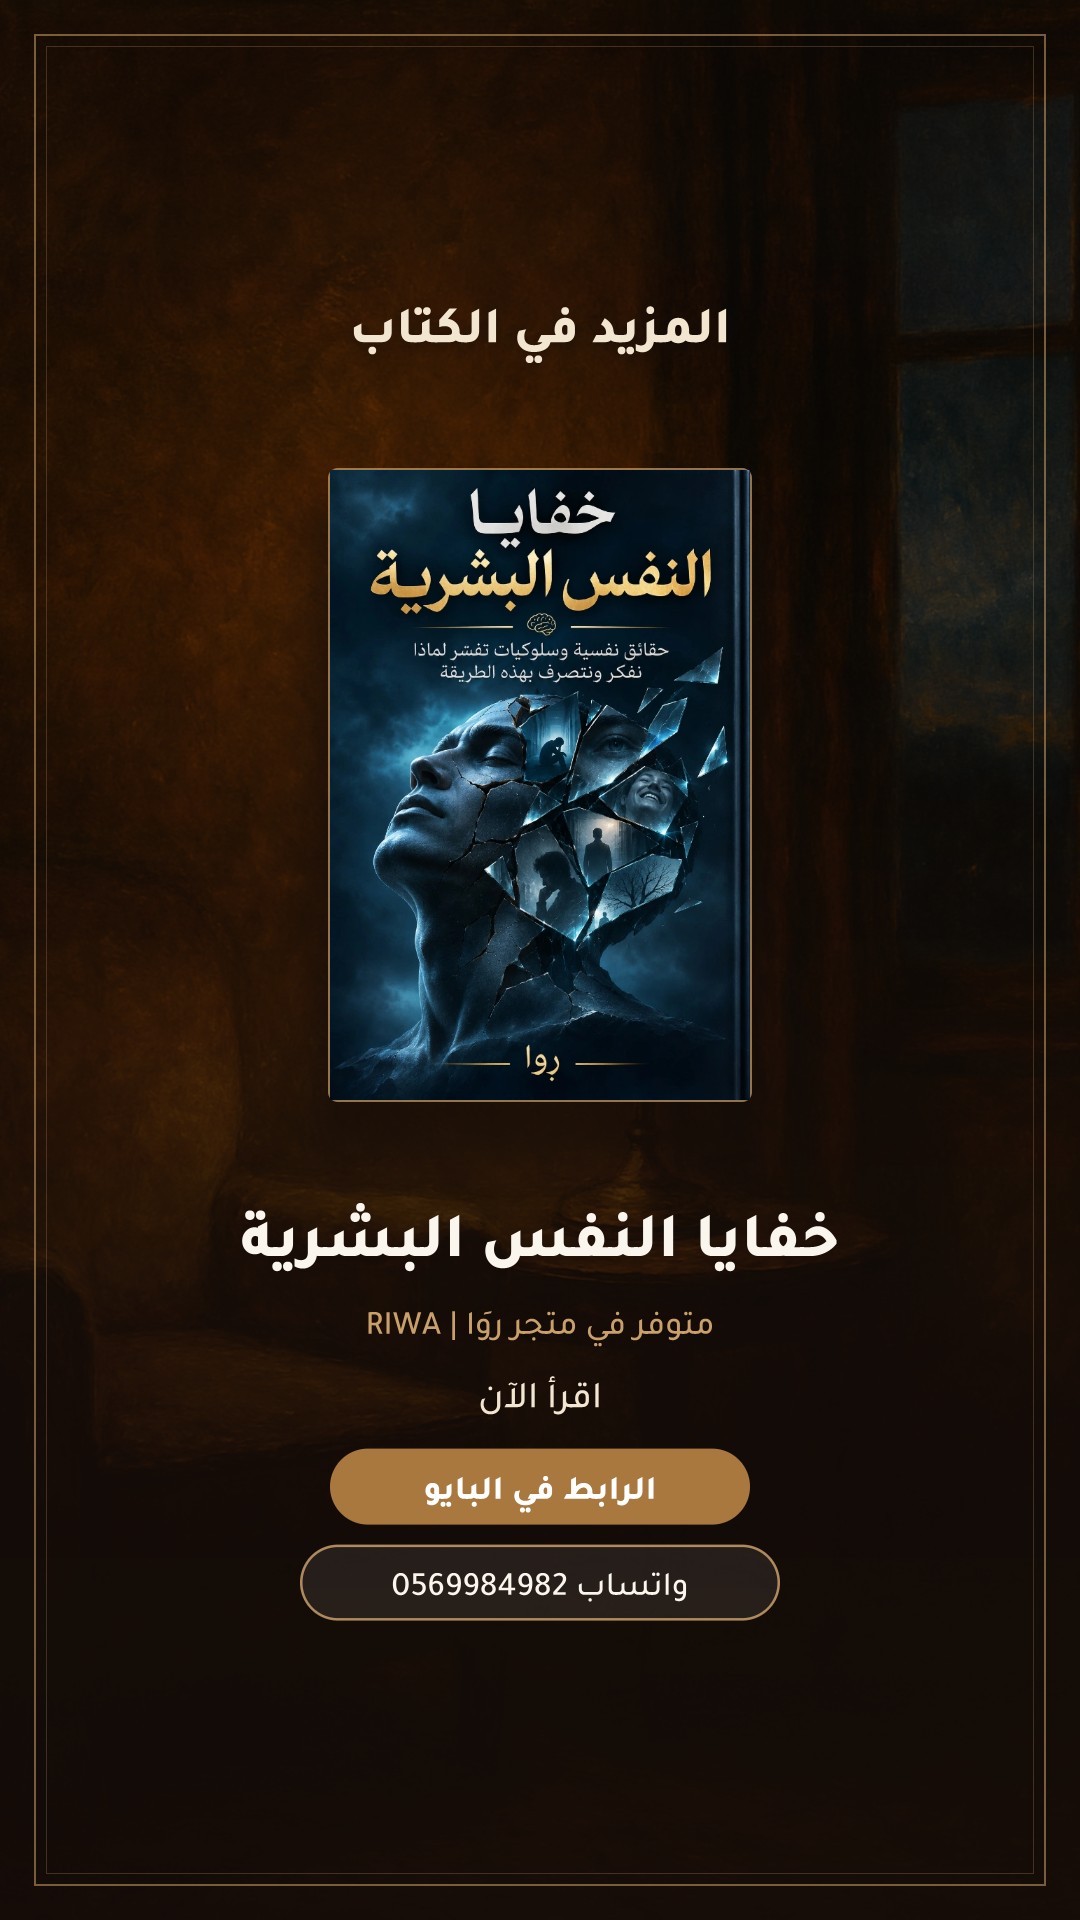 المزيد في الكتاب
خفايا
النفس البشرية
حقائق نفسية وسلوكيات تفسّر لماذا
نفكر ونتصرف بهذه الطريقة
روا
خفايا النفس البشرية
متوفر في متجر روَا | RIWA
اقرأ الآن
الرابط في البايو
واتساب 0569984982